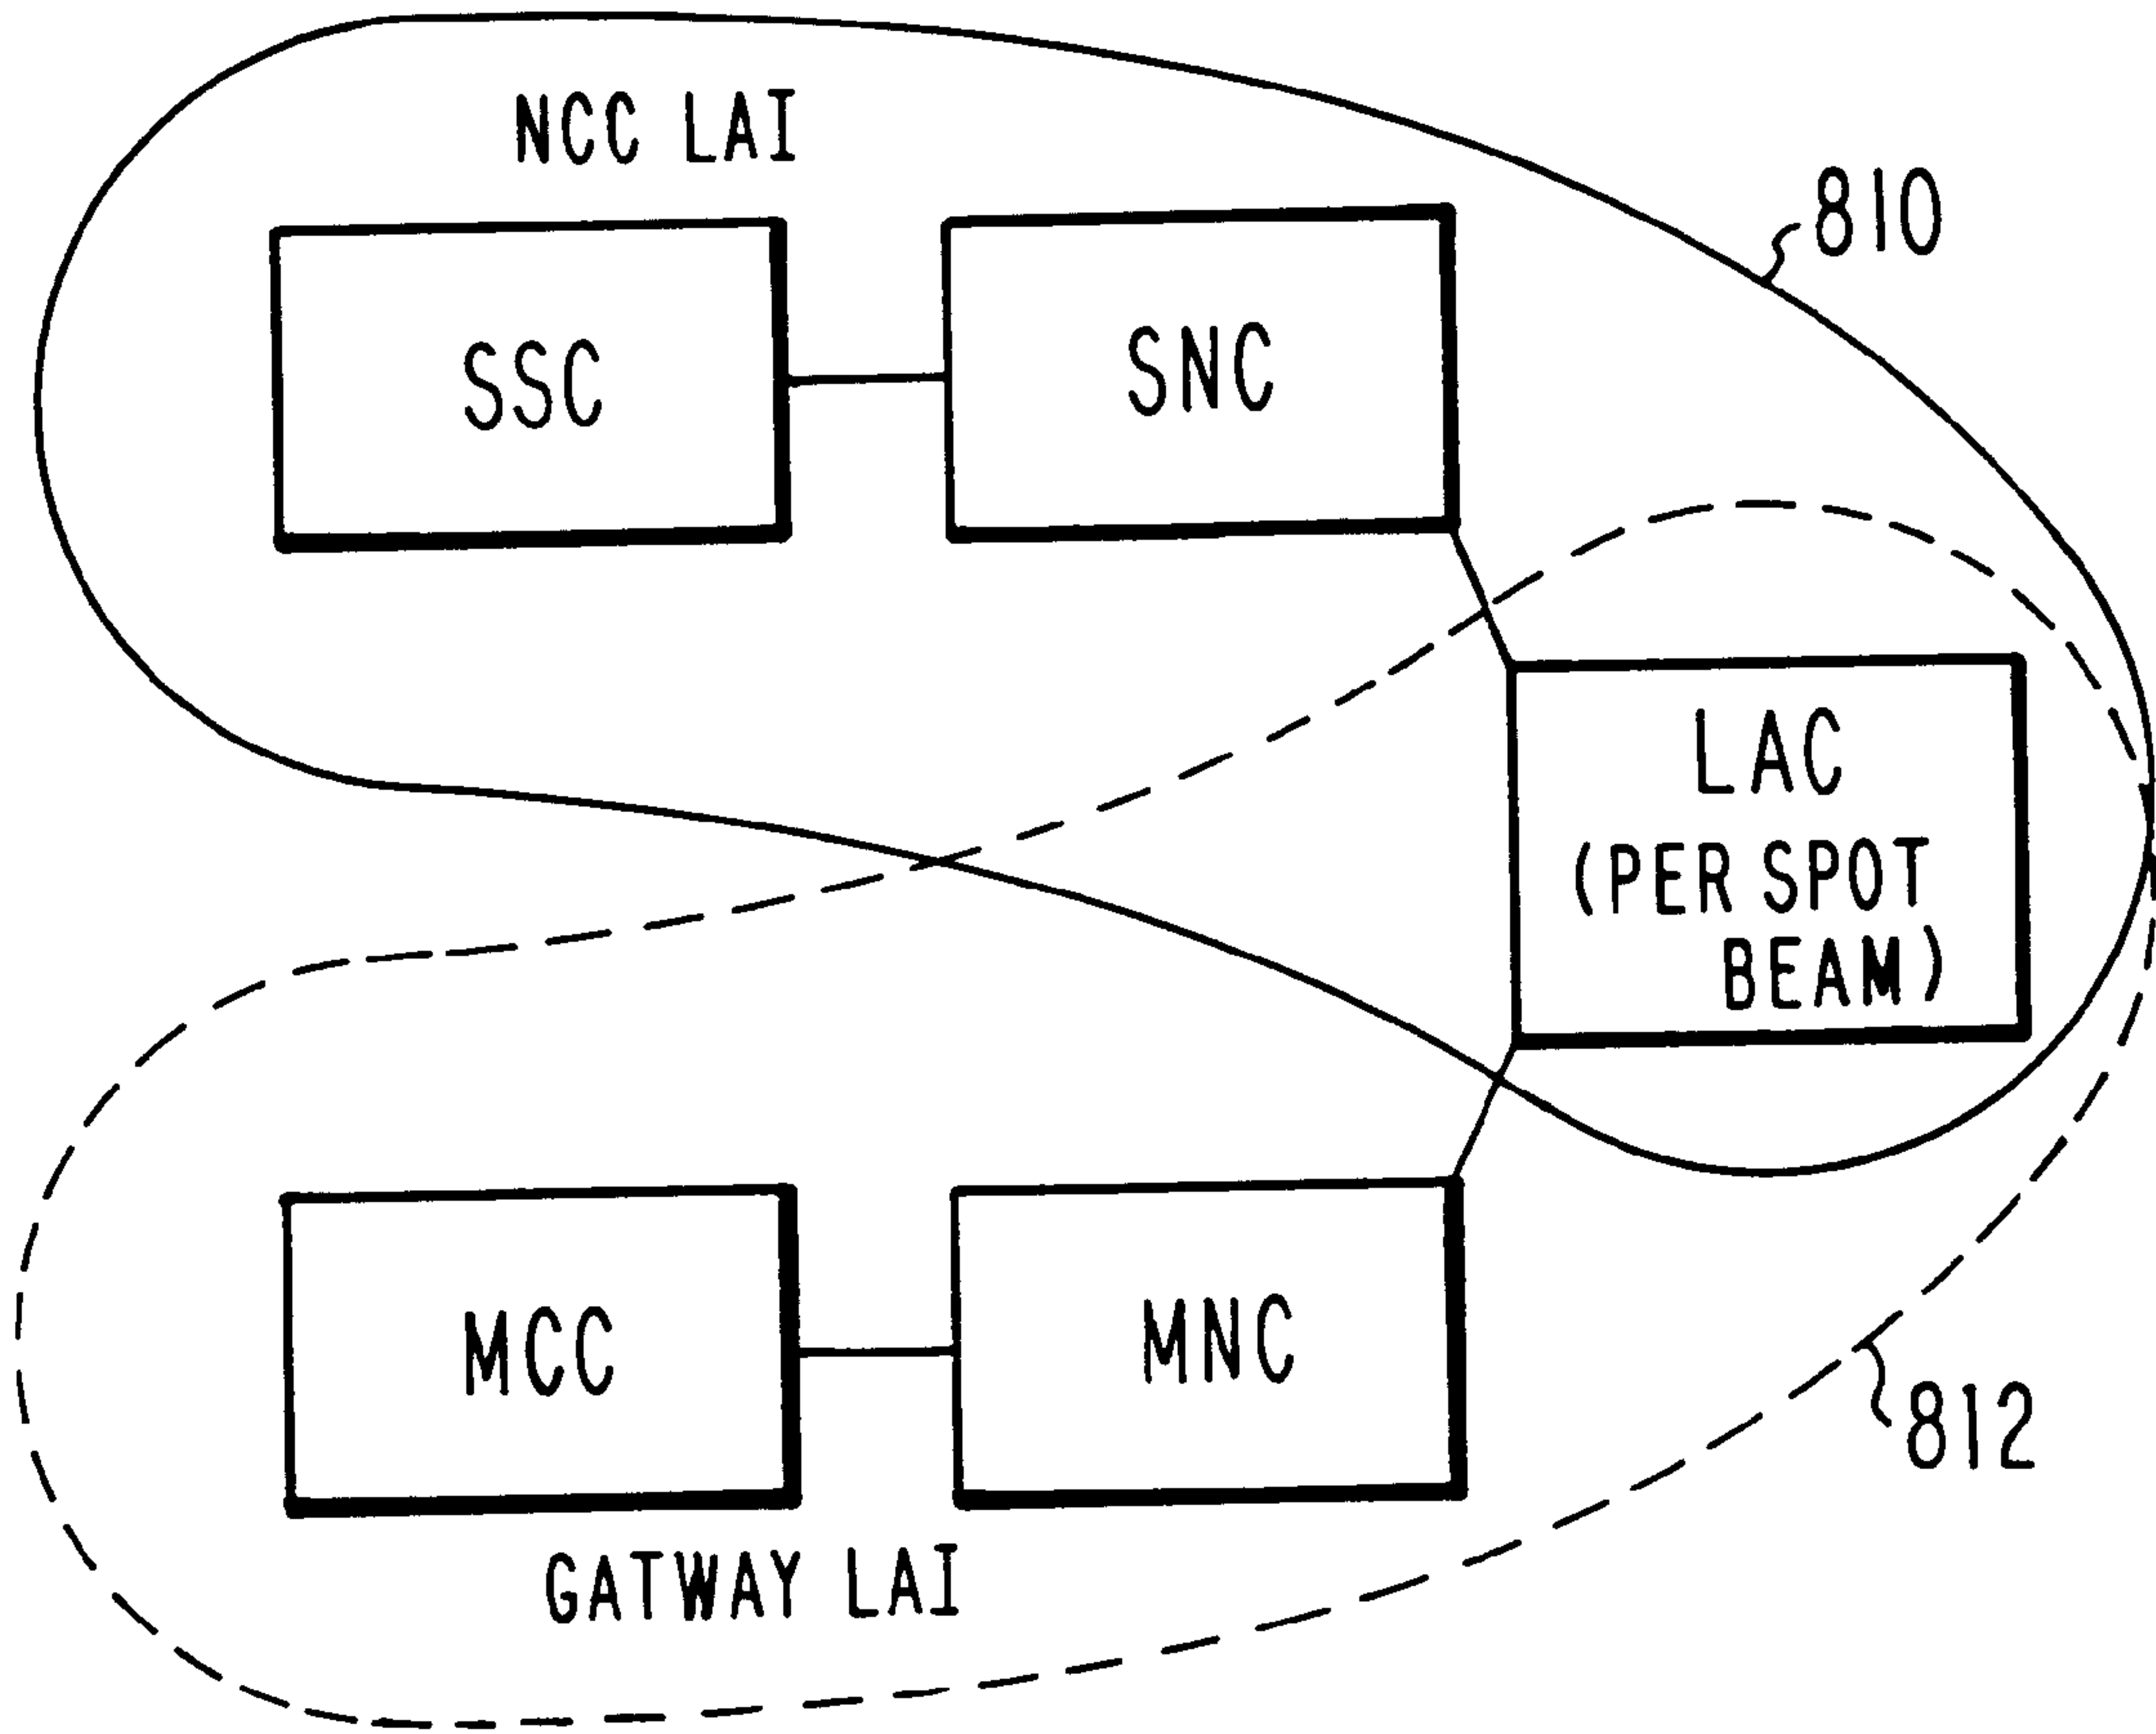 NCC LAI
810
SSC
SNC
LAC
(PER SPOT
BEAM)
MCC
MNC
812
GATWAY LAI